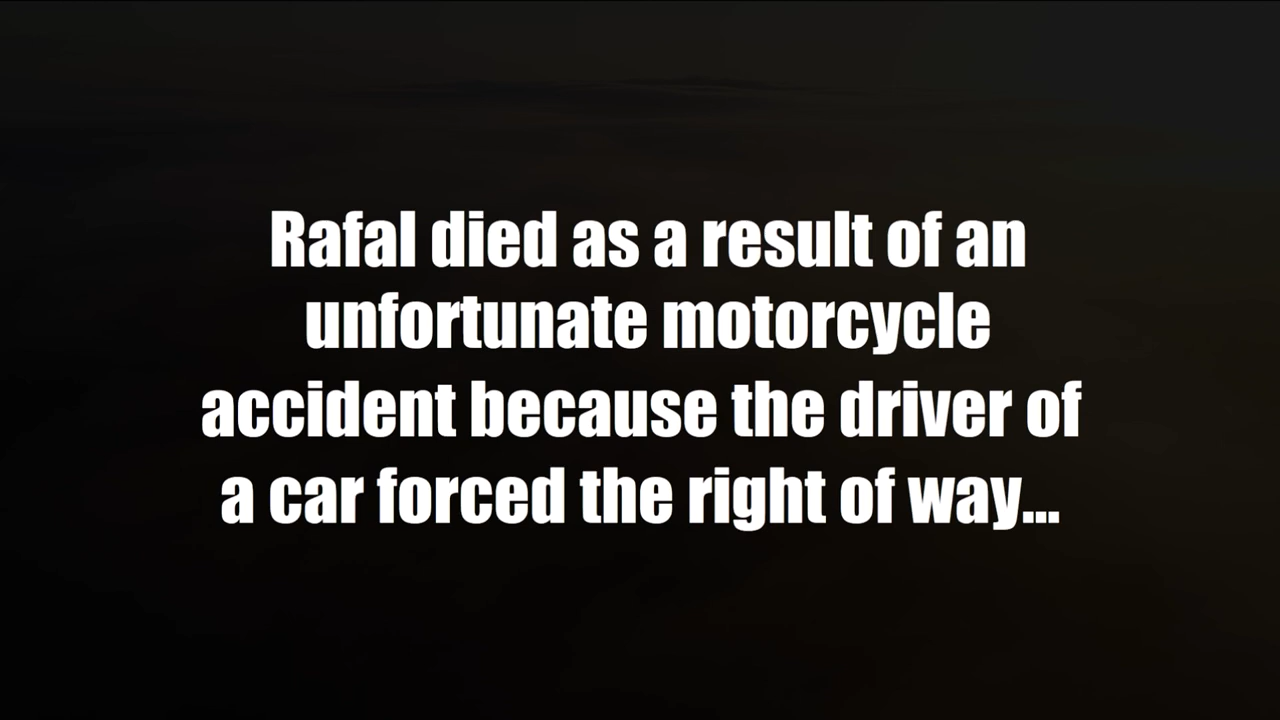 Rafal died as a result of an
unfortunate motorcycle
accident because the driver of
a car forced the right of way...